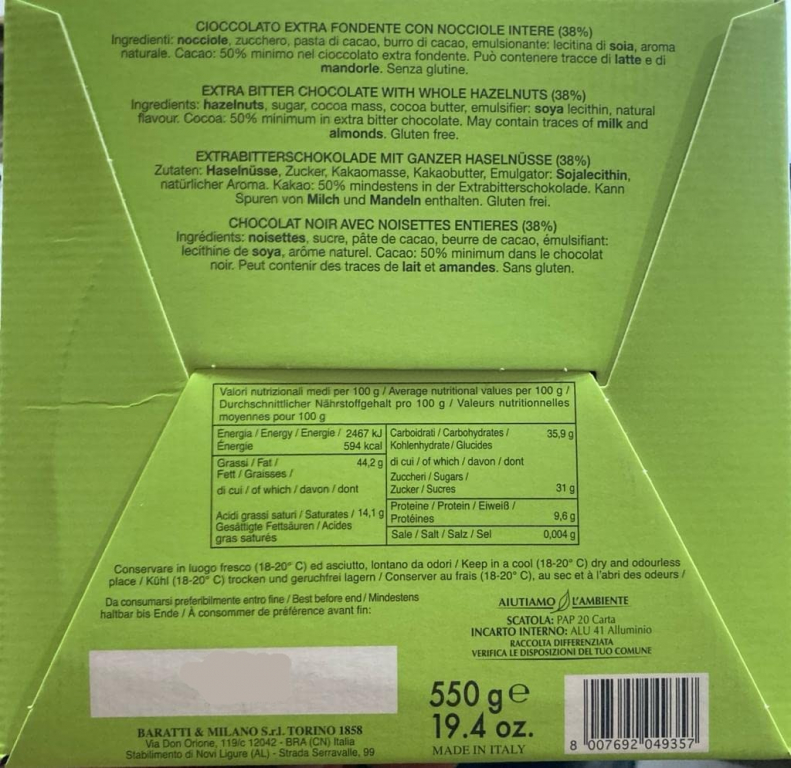 CIOCCOLATO EXTRA FONDENTE CON NOCCIOLE INTERE (38%)
Ingredienti: nocciole, zucchero, pasta di cacao, burro di cacao, emulsionante: lecitina di soia, aroma
naturale. Cacao: 50% minimo nel cioccolato extra fondente. Può contenere tracce di latte e di
mandorle. Senza glutine.
EXTRA BITTER CHOCOLATE WITH WHOLE HAZELNUTS (38%)
Ingredients: hazelnuts, sugar, cocoa mass, cocoa butter, emulsifier: soya lecithin, natural
flavour. Cocoa: 50% minimum in extra bitter chocolate. May contain traces of milk and
almonds. Gluten free.
EXTRABITTERSCHOKOLADE MIT GANZER HASELNÜSSE (38%)
Zutaten: Haselnüsse, Zucker, Kakaomasse, Kakaobutter, Emulgator: Sojalecithin,
natürlicher Aroma. Kakao: 50% mindestens in der Extrabitterschokolade. Kann
Spuren von Milch und Mandeln enthalten. Gluten frei.
CHOCOLAT NOIR AVEC NOISETTES ENTIERES (38%)
Ingrédients: noisettes, sucre, pâte de cacao, beurre de cacao, émulsifiant:
lecithine de soya, arôme naturel. Cacao: 50% minimum dans le chocolat
noir. Peut contenir des traces de lait et amandes. Sans gluten.
Valori nutrizionali medi per 100 g / Average nutritional values per 100 g /
Durchschnittlicher Nährstoffgehalt pro 100 g / Valeurs nutritionnelles
moyennes pour 100 g
Energia / Energy / Energie / 2467 kJ
Énergie 594 kcal
Grassi / Fat / 44,2 g
Fett / Graisses /
di cui / of which / davon / dont
Acidi grassi saturi / Saturates / 14,1 g
Gesättigte Fettsäuren / Acides
gras saturés
Carboidrati / Carbohydrates / 35,9 g
Kohlenhydrate / Glucides
di cui / of which / davon / dont
Zuccheri / Sugars /
Zucker / Sucres 31 g
Proteine / Protein / Eiweiß /
Protéines 9,6 g
Sale / Salt / Salz / Sel 0,004 g
Conservare in luogo fresco (18-20° C) ed asciutto, lontano da odori / Keep in a cool (18-20° C) dry and odourless
place / Kühl (18-20° C) trocken und geruchfrei lagern / Conserver au frais (18-20° C), au sec et à l'abri des odeurs /
Da consumarsi preferibilmente entro fine / Best before end / Mindestens
haltbar bis Ende / À consommer de préférence avant fin:
AIUTIAMO L'AMBIENTE
SCATOLA: PAP 20 Carta
INCARTO INTERNO: ALU 41 Alluminio
RACCOLTA DIFFERENZIATA
VERIFICA LE DISPOSIZIONI DEL TUO COMUNE
550 g e
19.4 oz.
MADE IN ITALY
BARATTI & MILANO S.r.l. TORINO 1858
Via Don Orione, 119/c 12042 - BRA (CN) Italia
Stabilimento di Novi Ligure (AL) - Strada Serravalle, 99
8 007692 049357